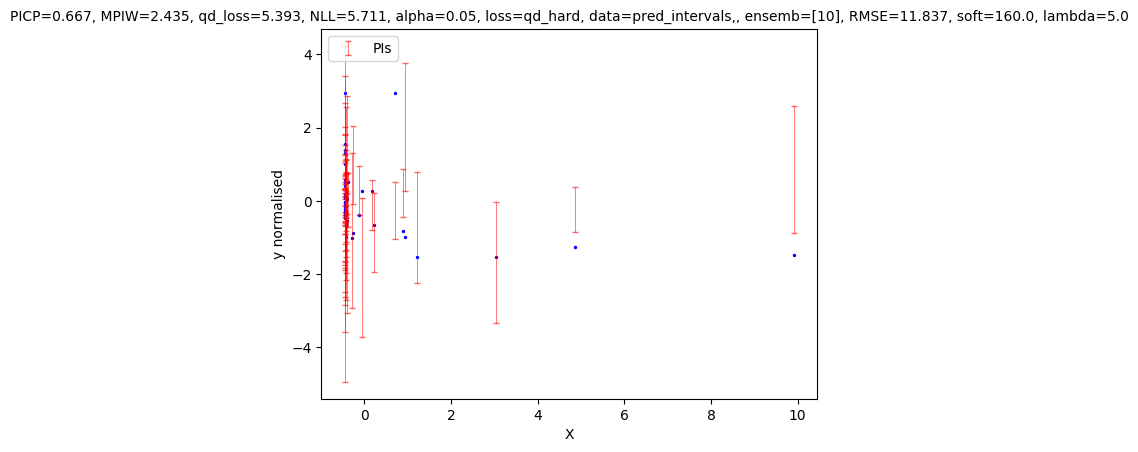 PICP=0.667, MPIW=2.435, qd_loss=5.393, NLL=5.711, alpha=0.05, loss=qd_hard, data=pred_intervals,, ensemb=[10], RMSE=11.837, soft=160.0, lambda=5.0
PIs
4
2
0
−2
−4
y normalised
0 2 4 6 8 10
X